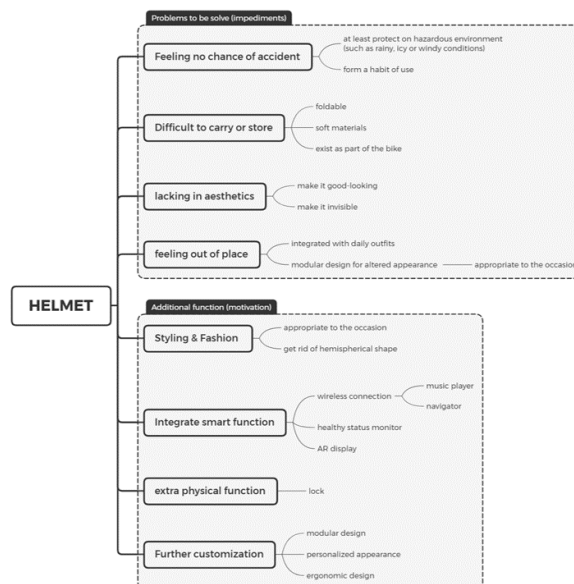 Problems to be solve (impediments)
Feeling no chance of accident
at least protect on hazardous environment
(such as rainy, icy or windy conditions)
form a habit of use
Difficult to carry or store
foldable
soft materials
exist as part of the bike
lacking in aesthetics
make it good-looking
make it invisible
feeling out of place
integrated with daily outfits
modular design for altered appearance
appropriate to the occasion
HELMET
Additional function (motivation)
Styling & Fashion
appropriate to the occasion
get rid of hemispherical shape
Integrate smart function
wireless connection
music player
navigator
healthy status monitor
AR display
extra physical function
lock
Further customization
modular design
personalized appearance
ergonomic design